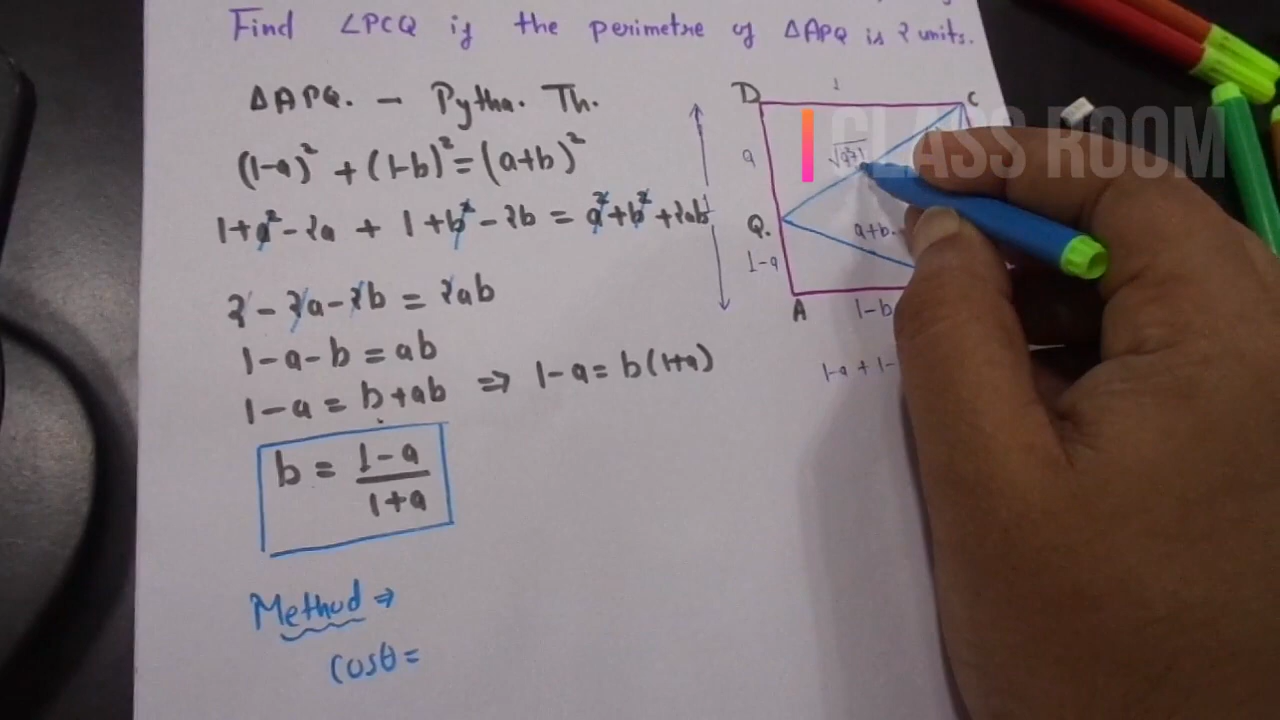 Find ∠PCQ if the perimetre of ΔAPQ is 2 units.
ΔAPQ. - Pytha. Th.
(1-a)² + (1-b)² = (a+b)²
1+a²-2a + 1+b²-2b = a²+b²+2ab
2-2a-2b = 2ab
1-a-b = ab
1-a = b+ab ⇒ 1-a = b(1+a)
b = 1-a
1+a
Method ⇒
cosθ =
D 1 C
a
Q. a+b.
1-a
A 1-b
1-a+1-
CLASS ROOM